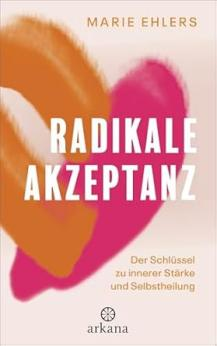 MARIE EHLERS
RADIKALE
AKZEPTANZ
Der Schlüssel
zu innerer Stärke
und Selbstheilung
arkana